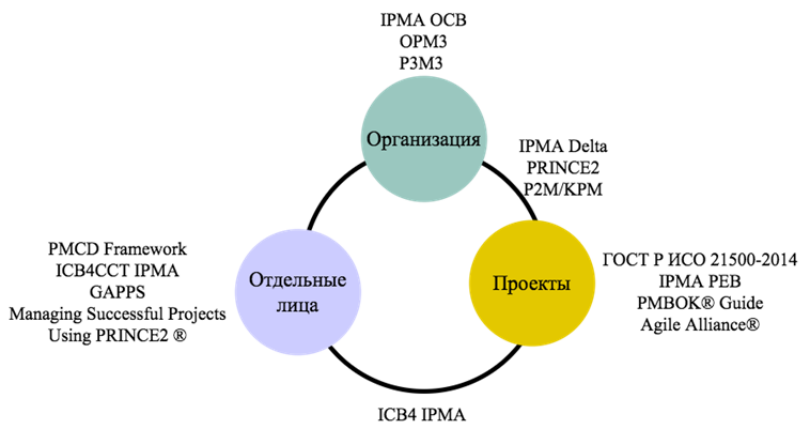 IPMA OCB
OPM3
P3M3
Организация
IPMA Delta
PRINCE2
P2M/KPM
PMCD Framework
ICB4CCT IPMA
GAPPS
Managing Successful Projects
Using PRINCE2 ®
Отдельные
лица
Проекты
ГОСТ Р ИСО 21500-2014
IPMA PEB
PMBOK® Guide
Agile Alliance®
ICB4 IPMA